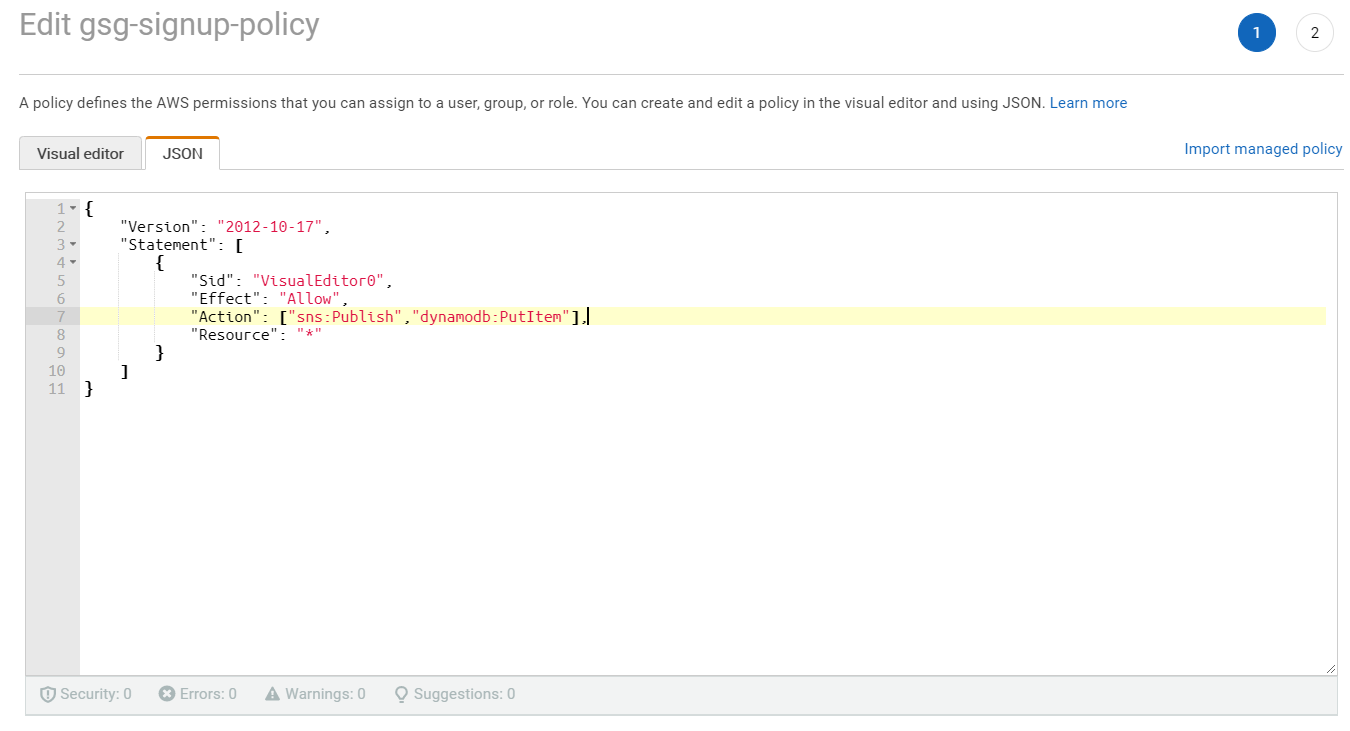 Edit gsg-signup-policy
1
2
A policy defines the AWS permissions that you can assign to a user, group, or role. You can create and edit a policy in the visual editor and using JSON. Learn more
Visual editor
JSON
Import managed policy
1 {
2 "Version": "2012-10-17",
3 "Statement": [
4 {
5 "Sid": "VisualEditor0",
6 "Effect": "Allow",
7 "Action": ["sns:Publish","dynamodb:PutItem"],
8 "Resource": "*"
9 }
10 ]
11 }
Security: 0 Errors: 0 Warnings: 0 Suggestions: 0